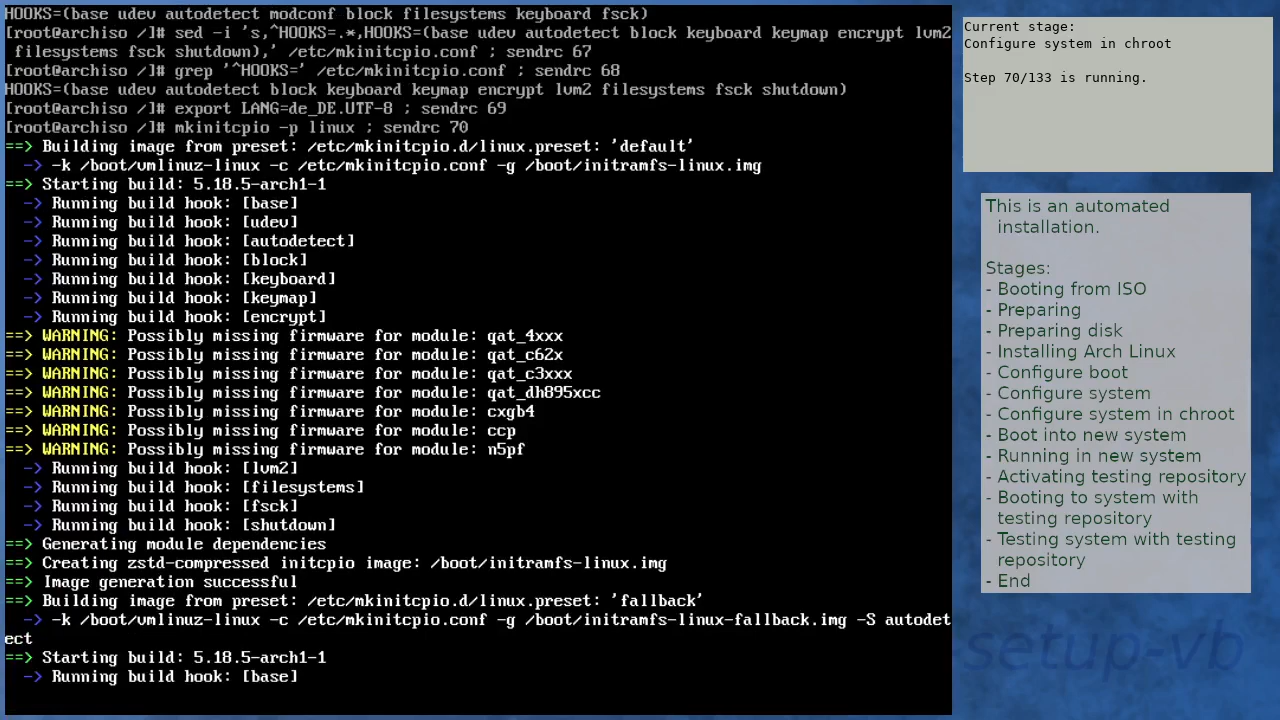 HOOKS=(base udev autodetect modconf block filesystems keyboard fsck)
[root@archiso /]# sed -i 's,^HOOKS=.*,HOOKS=(base udev autodetect block keyboard keymap encrypt lvm2
 filesystems fsck shutdown),' /etc/mkinitcpio.conf ; sendrc 67
[root@archiso /]# grep '^HOOKS=' /etc/mkinitcpio.conf ; sendrc 68
HOOKS=(base udev autodetect block keyboard keymap encrypt lvm2 filesystems fsck shutdown)
[root@archiso /]# export LANG=de_DE.UTF-8 ; sendrc 69
[root@archiso /]# mkinitcpio -p linux ; sendrc 70
==> Building image from preset: /etc/mkinitcpio.d/linux.preset: 'default'
  -> -k /boot/vmlinuz-linux -c /etc/mkinitcpio.conf -g /boot/initramfs-linux.img
==> Starting build: 5.18.5-arch1-1
  -> Running build hook: [base]
  -> Running build hook: [udev]
  -> Running build hook: [autodetect]
  -> Running build hook: [block]
  -> Running build hook: [keyboard]
  -> Running build hook: [keymap]
  -> Running build hook: [encrypt]
==> WARNING: Possibly missing firmware for module: qat_4xxx
==> WARNING: Possibly missing firmware for module: qat_c62x
==> WARNING: Possibly missing firmware for module: qat_c3xxx
==> WARNING: Possibly missing firmware for module: qat_dh895xcc
==> WARNING: Possibly missing firmware for module: cxgb4
==> WARNING: Possibly missing firmware for module: ccp
==> WARNING: Possibly missing firmware for module: n5pf
  -> Running build hook: [lvm2]
  -> Running build hook: [filesystems]
  -> Running build hook: [fsck]
  -> Running build hook: [shutdown]
==> Generating module dependencies
==> Creating zstd-compressed initcpio image: /boot/initramfs-linux.img
==> Image generation successful
==> Building image from preset: /etc/mkinitcpio.d/linux.preset: 'fallback'
  -> -k /boot/vmlinuz-linux -c /etc/mkinitcpio.conf -g /boot/initramfs-linux-fallback.img -S autodet
ect
==> Starting build: 5.18.5-arch1-1
  -> Running build hook: [base]
Current stage:
Configure system in chroot
Step 70/133 is running.
This is an automated
installation.
Stages:
- Booting from ISO
- Preparing
- Preparing disk
- Installing Arch Linux
- Configure boot
- Configure system
- Configure system in chroot
- Boot into new system
- Running in new system
- Activating testing repository
- Booting to system with
testing repository
- Testing system with testing
repository
- End
setup-vb